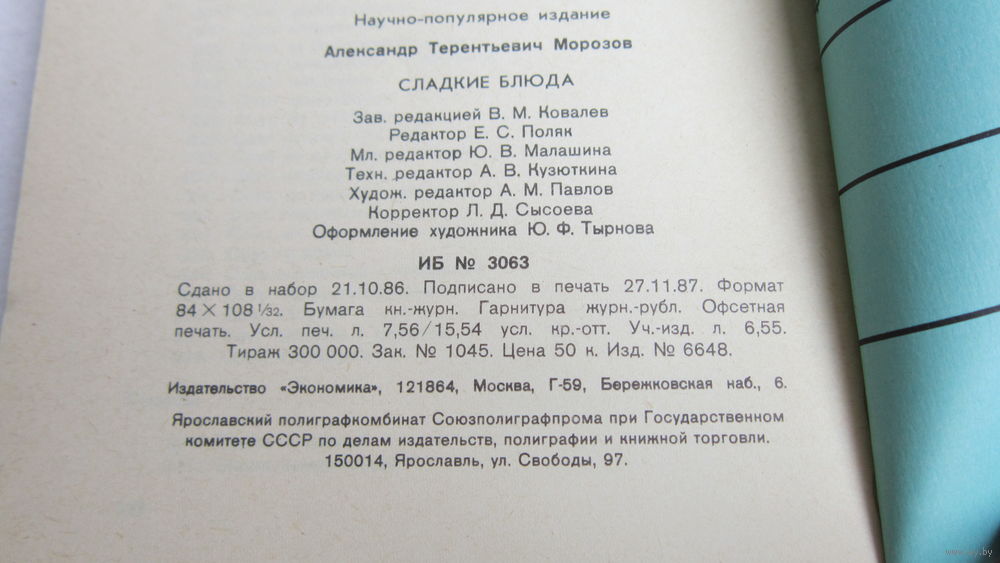 Научно-популярное издание
Александр Терентьевич Морозов
СЛАДКИЕ БЛЮДА
Зав. редакцией В. М. Ковалев
Редактор Е. С. Поляк
Мл. редактор Ю. В. Малашина
Техн. редактор А. В. Кузюткина
Худож. редактор А. М. Павлов
Корректор Л. Д. Сысоева
Оформление художника Ю. Ф. Тырнова
ИБ № 3063
Сдано в набор 21.10.86. Подписано в печать 27.11.87. Формат
84×108 1/32. Бумага кн.-журн. Гарнитура журн.-рубл. Офсетная
печать. Усл. печ. л. 7,56/15,54 усл. кр.-отт. Уч.-изд. л. 6,55.
Тираж 300 000. Зак. № 1045. Цена 50 к. Изд. № 6648.
Издательство «Экономика», 121864, Москва, Г-59, Бережковская наб., 6.
Ярославский полиграфкомбинат Союзполиграфпрома при Государственном
комитете СССР по делам издательств, полиграфии и книжной торговли.
150014, Ярославль, ул. Свободы, 97.